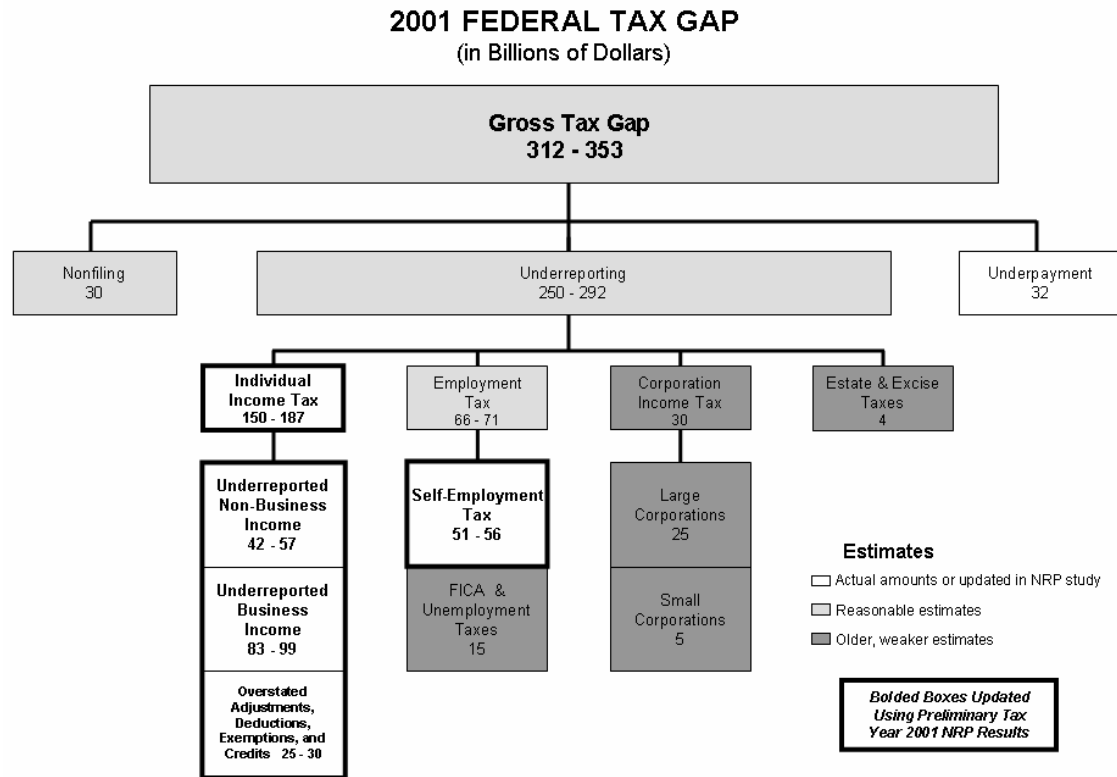 2001 FEDERAL TAX GAP
(in Billions of Dollars)
Gross Tax Gap
312 - 353
Nonfiling
30
Underreporting
250 - 292
Underpayment
32
Individual
Income Tax
150 - 187
Employment
Tax
66 - 71
Corporation
Income Tax
30
Estate & Excise
Taxes
4
Underreported
Non-Business
Income
42 - 57
Self-Employment
Tax
51 - 56
Large
Corporations
25
Underreported
Business
Income
83 - 99
FICA &
Unemployment
Taxes
15
Small
Corporations
5
Overstated
Adjustments,
Deductions,
Exemptions, and
Credits 25 - 30
Estimates
Actual amounts or updated in NRP study
Reasonable estimates
Older, weaker estimates
Bolded Boxes Updated
Using Preliminary Tax
Year 2001 NRP Results